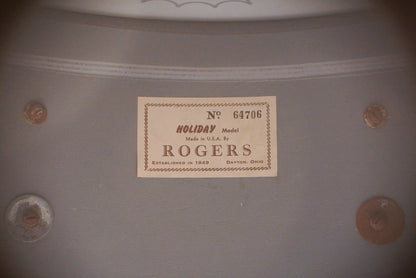 Nº 64706
HOLIDAY Model
Made in U.S.A. By
ROGERS
ESTABLISHED IN 1849 DAYTON, OHIO